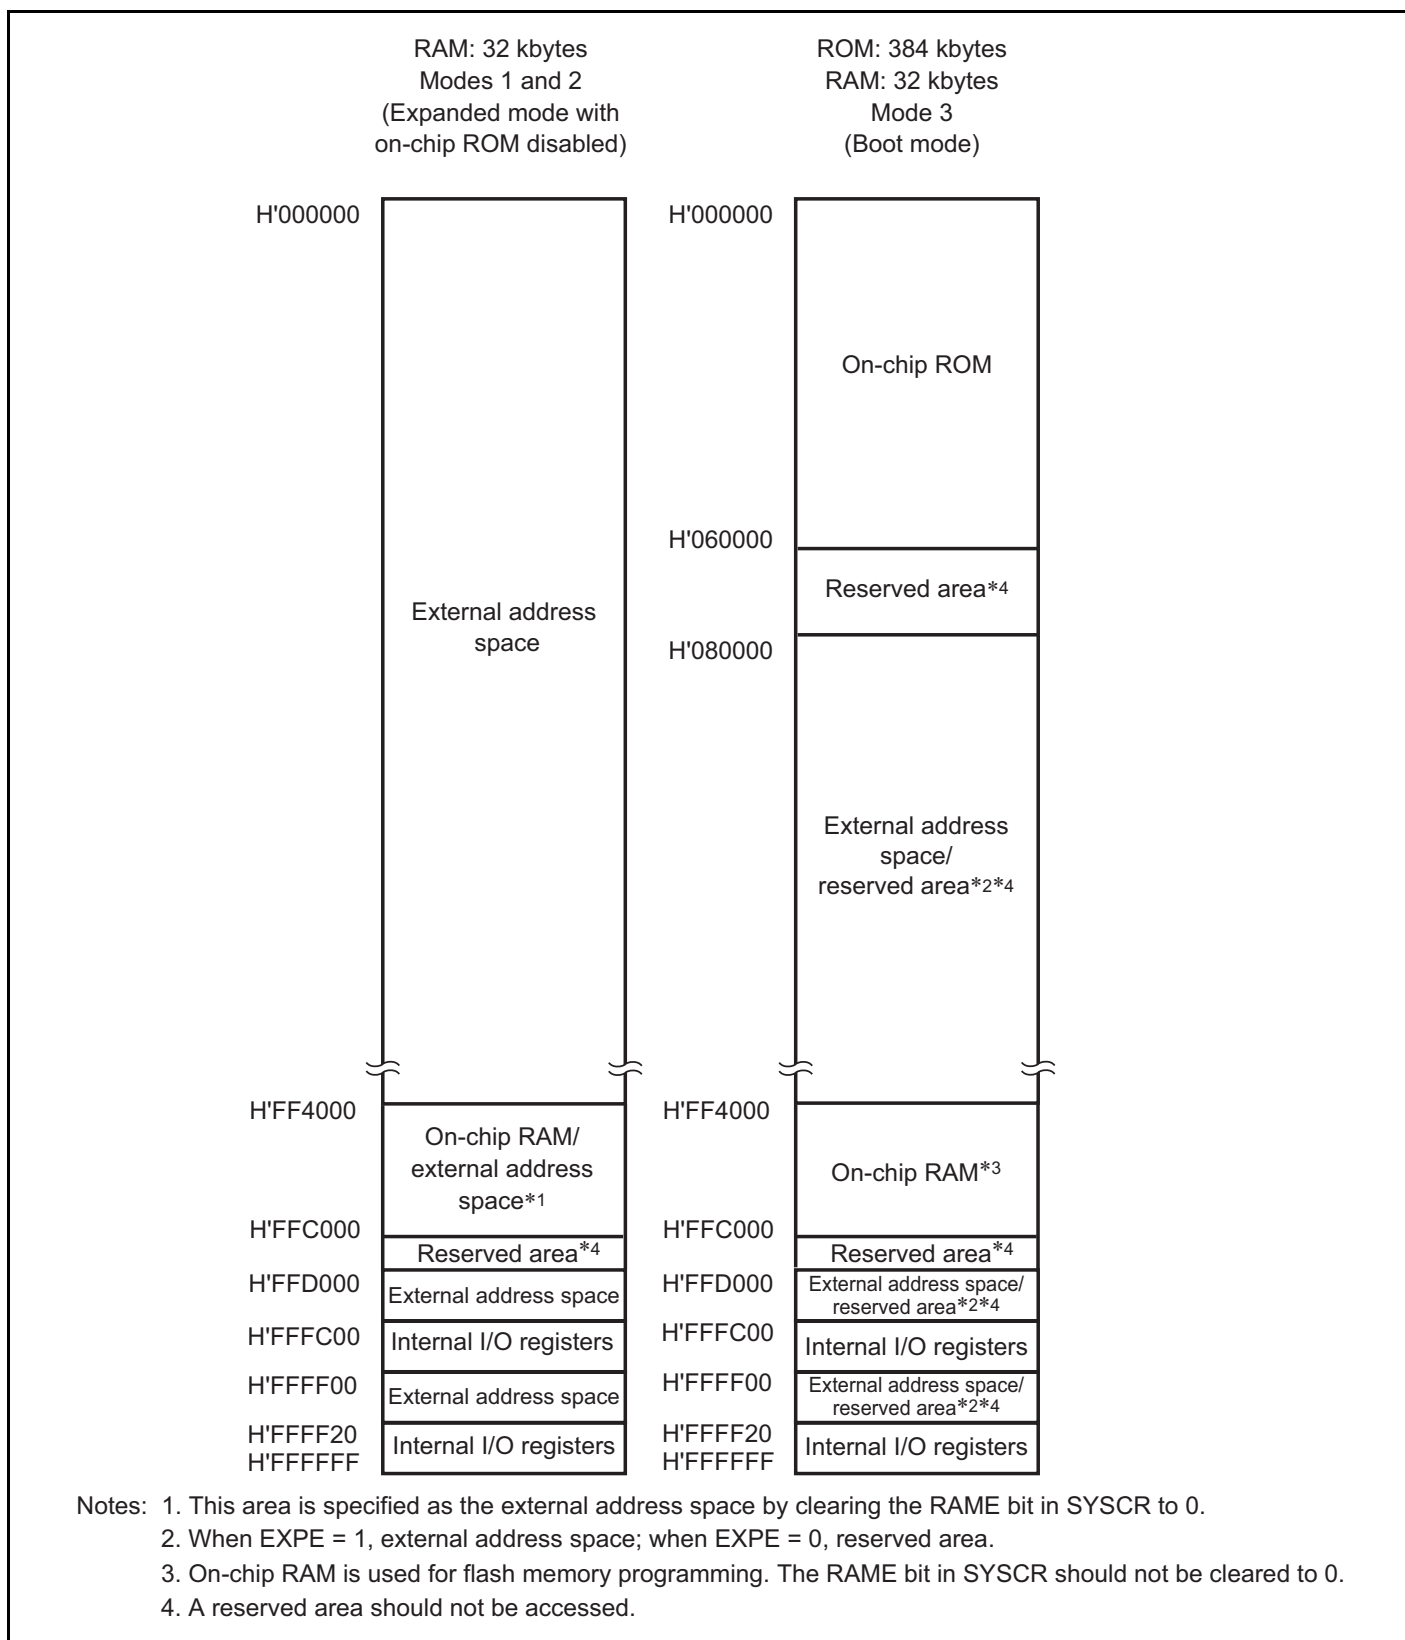 RAM: 32 kbytes
Modes 1 and 2
(Expanded mode with
on-chip ROM disabled)
H'000000
External address
space
H'FF4000
On-chip RAM/
external address
space*1
H'FFC000
Reserved area*4
H'FFD000
External address space
H'FFFC00
Internal I/O registers
H'FFFF00
External address space
H'FFFF20
Internal I/O registers
H'FFFFFF
ROM: 384 kbytes
RAM: 32 kbytes
Mode 3
(Boot mode)
H'000000
On-chip ROM
H'060000
Reserved area*4
H'080000
External address
space/
reserved area*2*4
H'FF4000
On-chip RAM*3
H'FFC000
Reserved area*4
H'FFD000
External address space/
reserved area*2*4
H'FFFC00
Internal I/O registers
H'FFFF00
External address space/
reserved area*2*4
H'FFFF20
Internal I/O registers
H'FFFFFF
Notes: 1. This area is specified as the external address space by clearing the RAME bit in SYSCR to 0.
2. When EXPE = 1, external address space; when EXPE = 0, reserved area.
3. On-chip RAM is used for flash memory programming. The RAME bit in SYSCR should not be cleared to 0.
4. A reserved area should not be accessed.